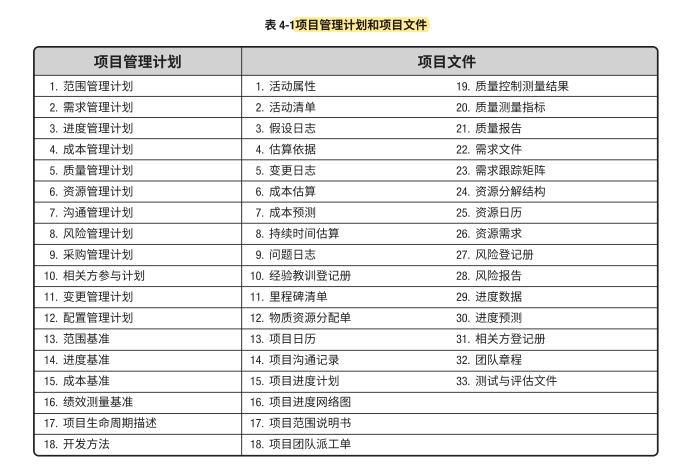 表 4-1项目管理计划和项目文件
项目管理计划 项目文件
1. 范围管理计划 1. 活动属性 19. 质量控制测量结果
2. 需求管理计划 2. 活动清单 20. 质量测量指标
3. 进度管理计划 3. 假设日志 21. 质量报告
4. 成本管理计划 4. 估算依据 22. 需求文件
5. 质量管理计划 5. 变更日志 23. 需求跟踪矩阵
6. 资源管理计划 6. 成本估算 24. 资源分解结构
7. 沟通管理计划 7. 成本预测 25. 资源日历
8. 风险管理计划 8. 持续时间估算 26. 资源需求
9. 采购管理计划 9. 问题日志 27. 风险登记册
10. 相关方参与计划 10. 经验教训登记册 28. 风险报告
11. 变更管理计划 11. 里程碑清单 29. 进度数据
12. 配置管理计划 12. 物质资源分配单 30. 进度预测
13. 范围基准 13. 项目日历 31. 相关方登记册
14. 进度基准 14. 项目沟通记录 32. 团队章程
15. 成本基准 15. 项目进度计划 33. 测试与评估文件
16. 绩效测量基准 16. 项目进度网络图
17. 项目生命周期描述 17. 项目范围说明书
18. 开发方法 18. 项目团队派工单